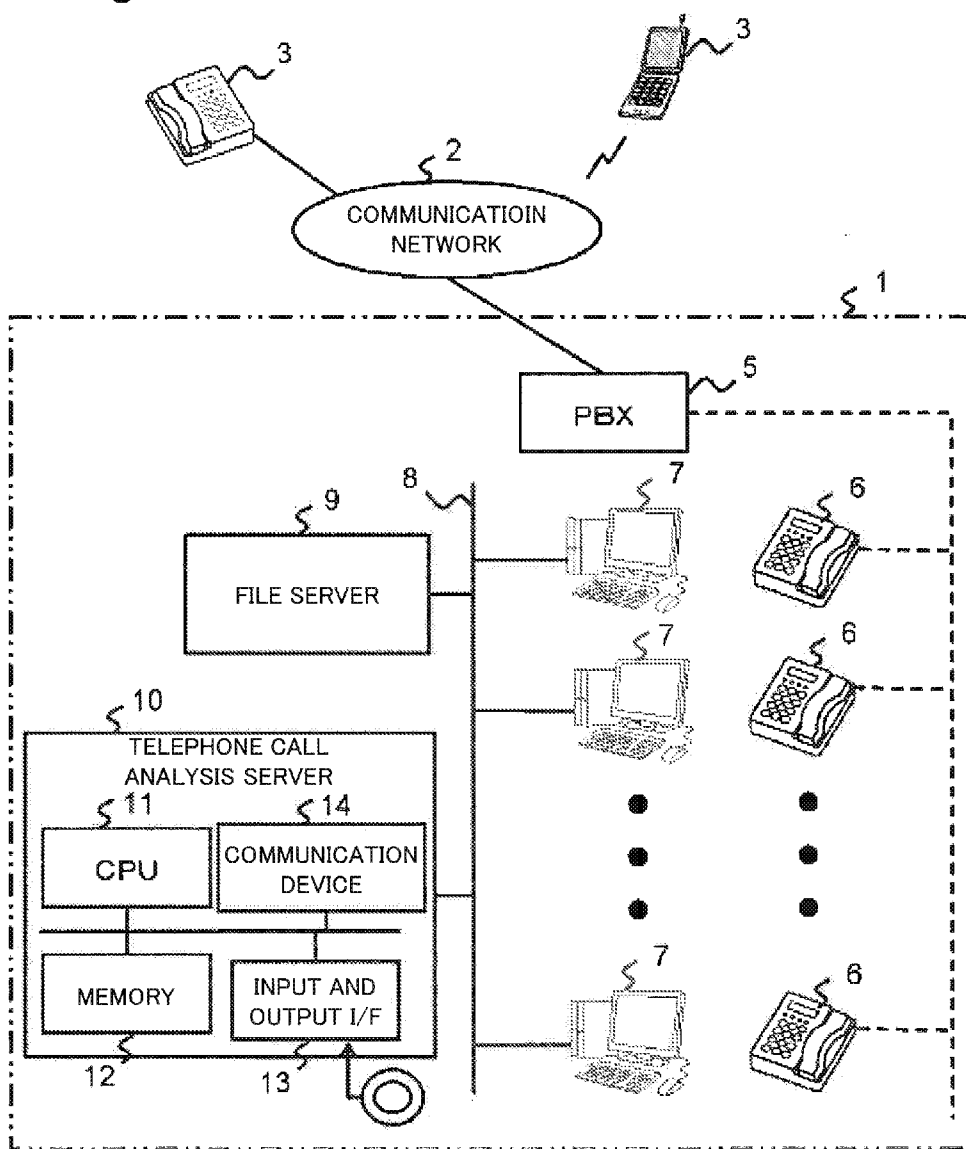 3
3
2
COMMUNICATIOIN
NETWORK
1
5
PBX
8
7
6
9
FILE SERVER
7
6
10
TELEPHONE CALL
ANALYSIS SERVER
11
14
CPU
COMMUNICATION
DEVICE
7
6
MEMORY
INPUT AND
OUTPUT I/F
12
13